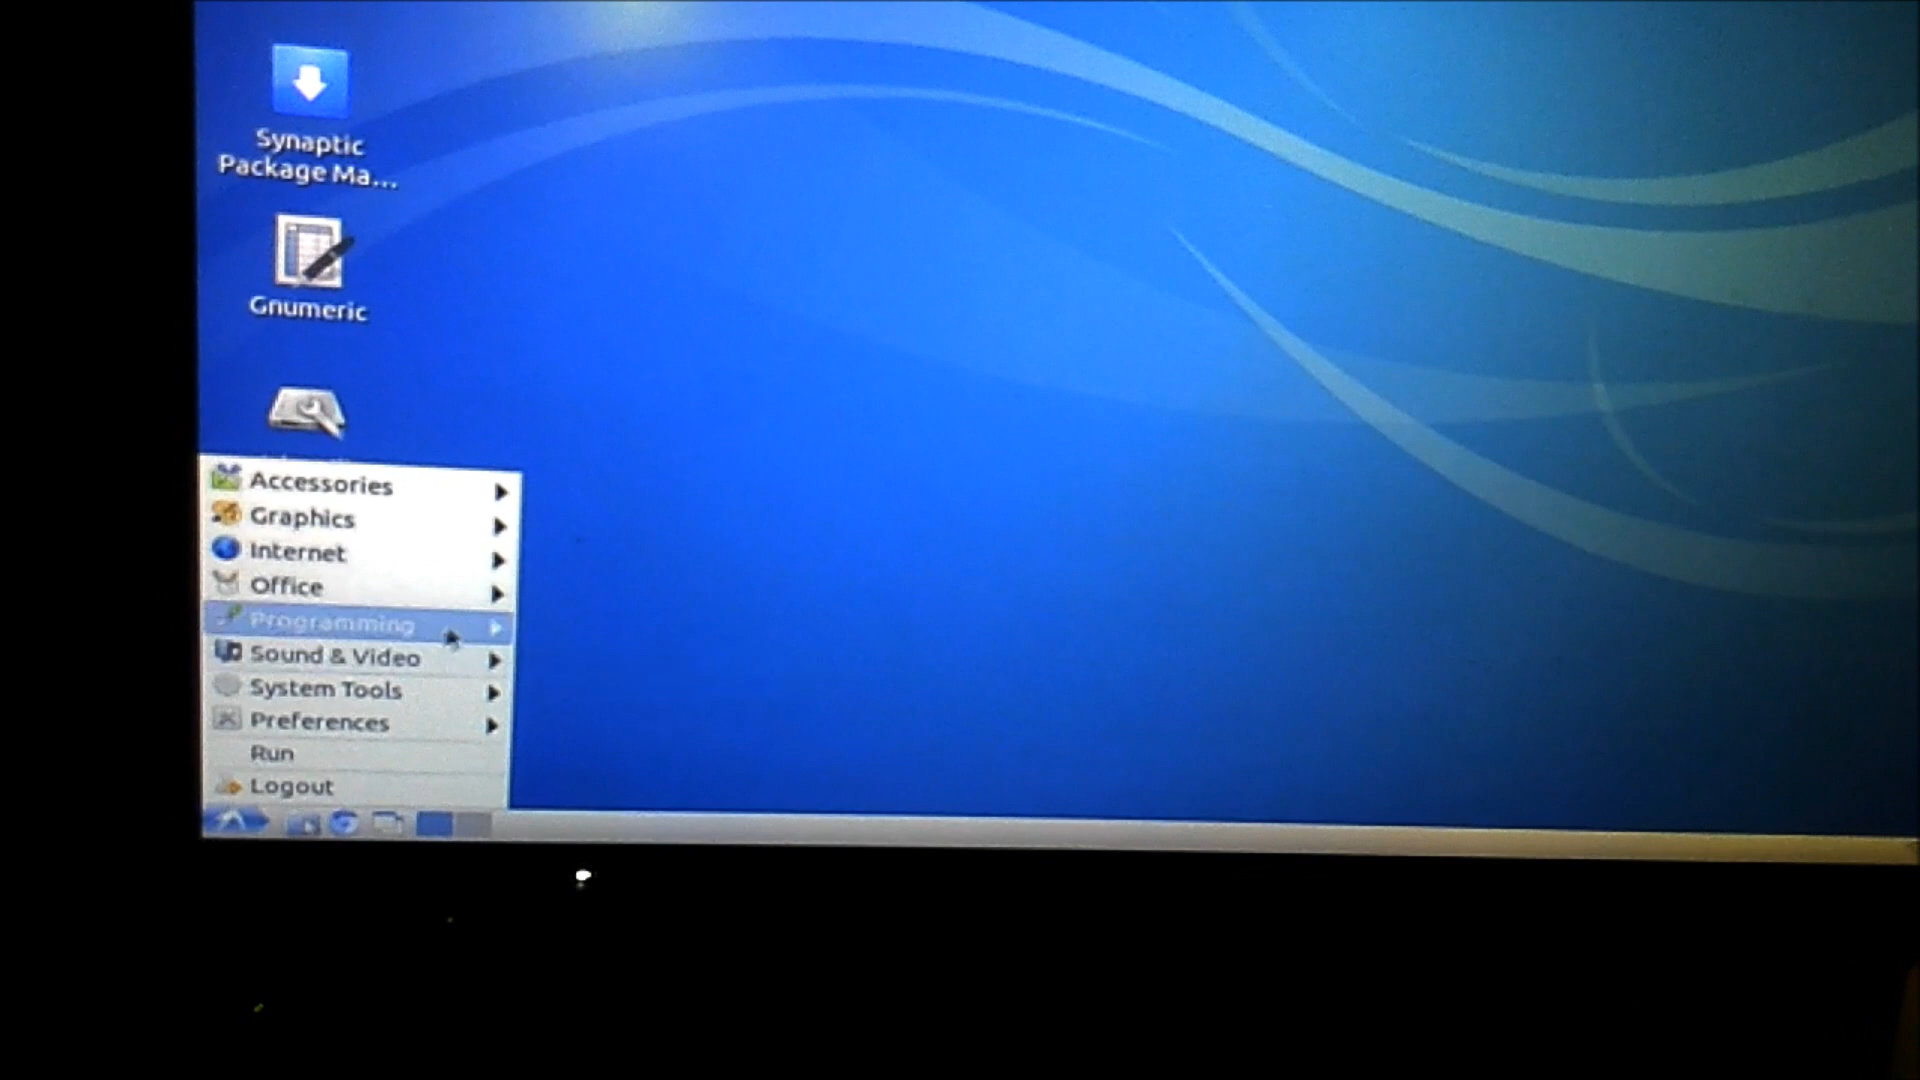 Synaptic
Package Ma...
Gnumeric
Accessories
Graphics
Internet
Office
Programming
Sound & Video
System Tools
Preferences
Run
Logout